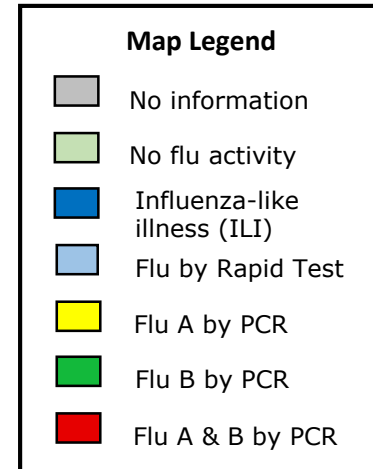 Map Legend
No information
No flu activity
Influenza-like
illness (ILI)
Flu by Rapid Test
Flu A by PCR
Flu B by PCR
Flu A & B by PCR